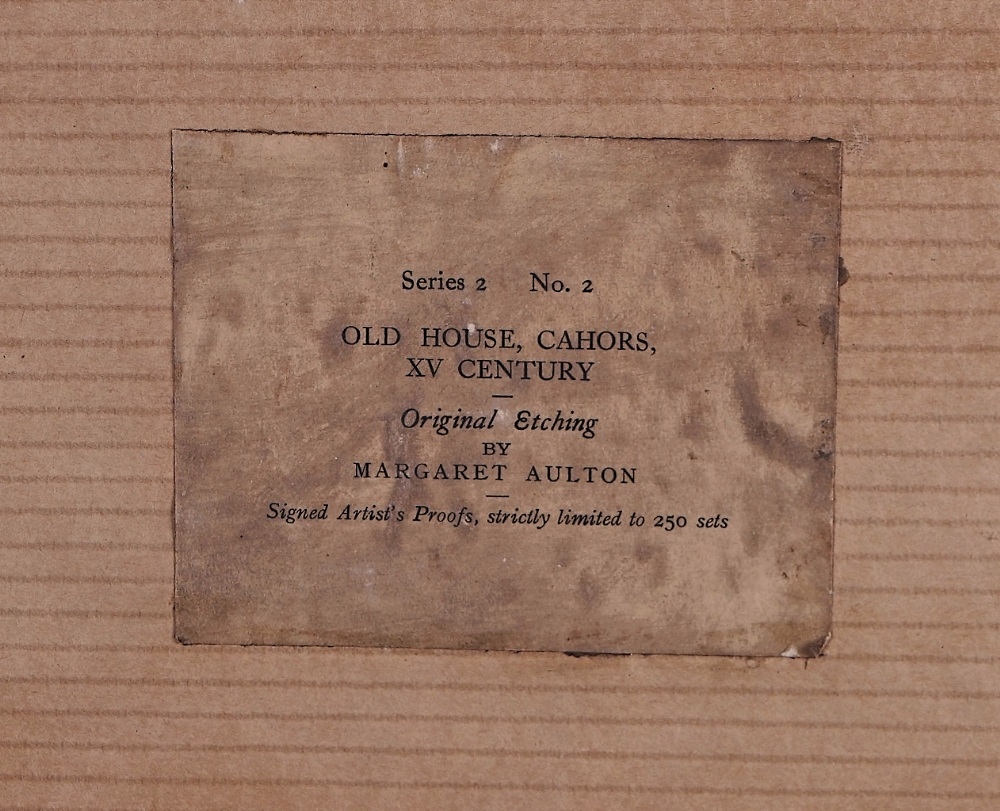 Series 2 No. 2
OLD HOUSE, CAHORS,
XV CENTURY
Original Etching
BY
MARGARET AULTON
Signed Artist's Proofs, strictly limited to 250 sets